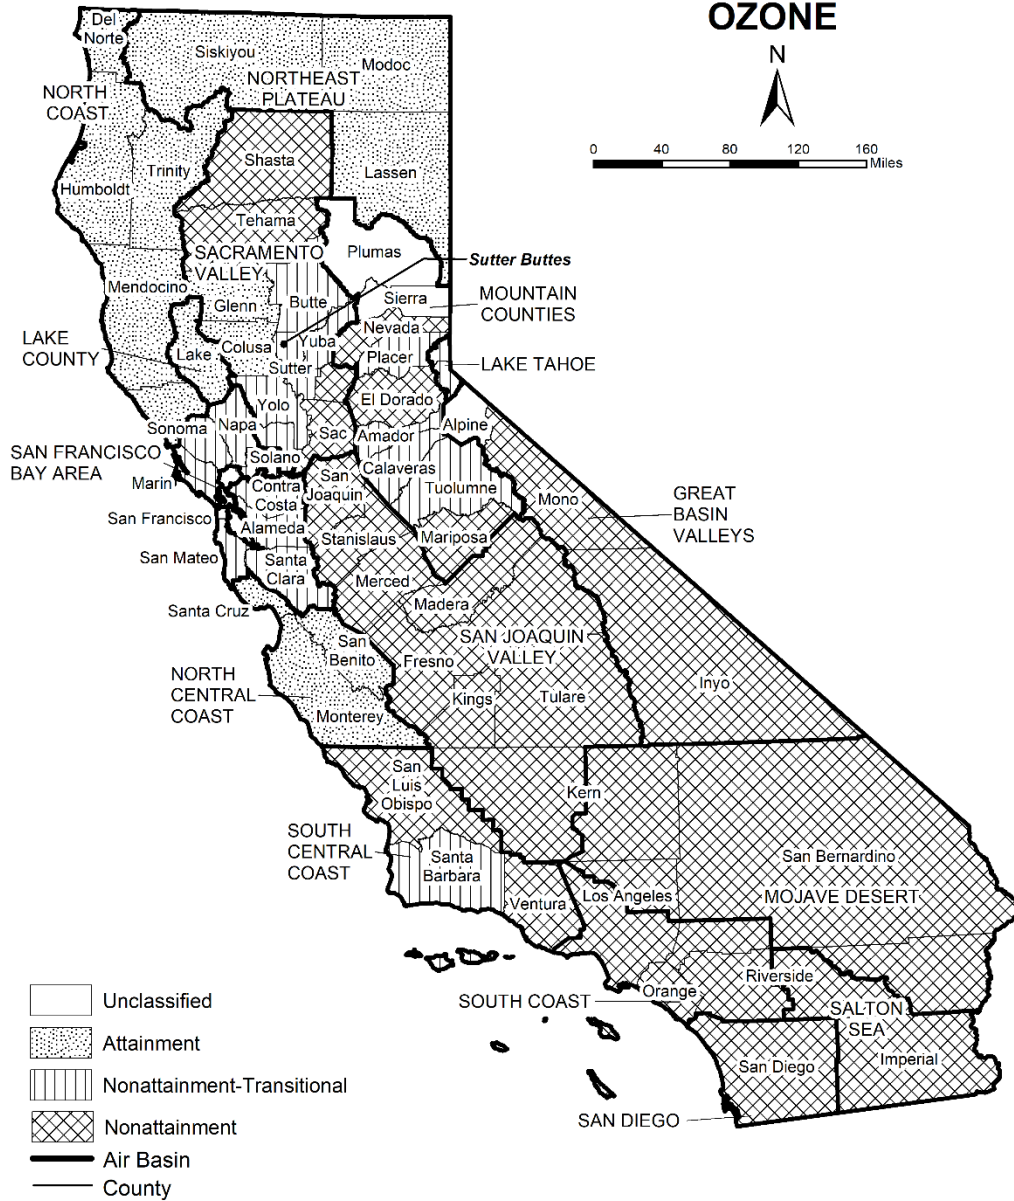 OZONE
N
0 40 80 120 160
Miles
Del
Norte
Siskiyou
Modoc
NORTHEAST
PLATEAU
NORTH
COAST
Shasta
Trinity
Humboldt
Lassen
Tehama
Plumas
SACRAMENTO
VALLEY
Sutter Buttes
Mendocino
Glenn
Butte
Sierra
MOUNTAIN
COUNTIES
Nevada
LAKE
COUNTY
Lake
Colusa
Yuba
Placer
LAKE TAHOE
Sutter
Yolo
El Dorado
Sonoma
Napa
Sac
Amador
Alpine
SAN FRANCISCO
BAY AREA
Solano
Calaveras
Marin
Contra
Costa
San
Joaquin
Tuolumne
Mono
GREAT
BASIN
VALLEYS
San Francisco
Alameda
Stanislaus
Mariposa
San Mateo
Santa
Clara
Merced
Santa Cruz
Madera
San
Benito
SAN JOAQUIN
VALLEY
Fresno
NORTH
CENTRAL
COAST
Kings
Tulare
Inyo
Monterey
San
Luis
Obispo
Kern
SOUTH
CENTRAL
COAST
Santa
Barbara
San Bernardino
Ventura
Los Angeles
MOJAVE DESERT
Riverside
Orange
SOUTH COAST
SALTON
SEA
San Diego
Imperial
SAN DIEGO
Unclassified
Attainment
Nonattainment-Transitional
Nonattainment
Air Basin
County